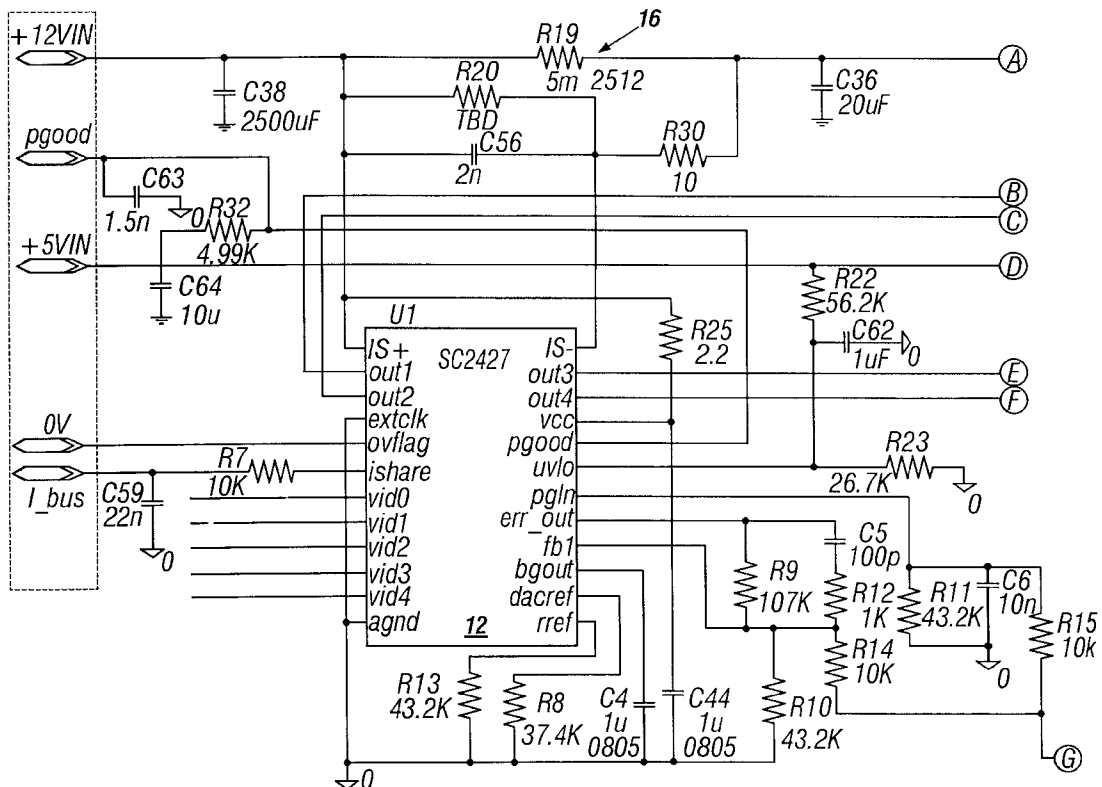 +12VIN
R19
16
5m 2512
A
R20
TBD
C38
2500uF
C36
20uF
pgood
C56
2n
R30
10
C63
1.5n
0
R32
4.99K
B
C
+5VIN
D
C64
10u
R22
56.2K
C62
1uF
0
U1
SC2427
R25
2.2
IS+
out1
out2
extclk
ovflag
ishare
vid0
vid1
vid2
vid3
vid4
agnd
IS-
out3
out4
vcc
pgood
uvlo
pgIn
err_out
fb1
bgout
dacref
rref
12
E
F
0V
I_bus
R7
10K
C59
22n
0
R23
26.7K
0
C5
100p
R9
107K
R12
1K
R11
43.2K
C6
10n
R15
10k
0
R14
10K
R13
43.2K
R8
37.4K
C4
1u
0805
C44
1u
0805
R10
43.2K
G
0